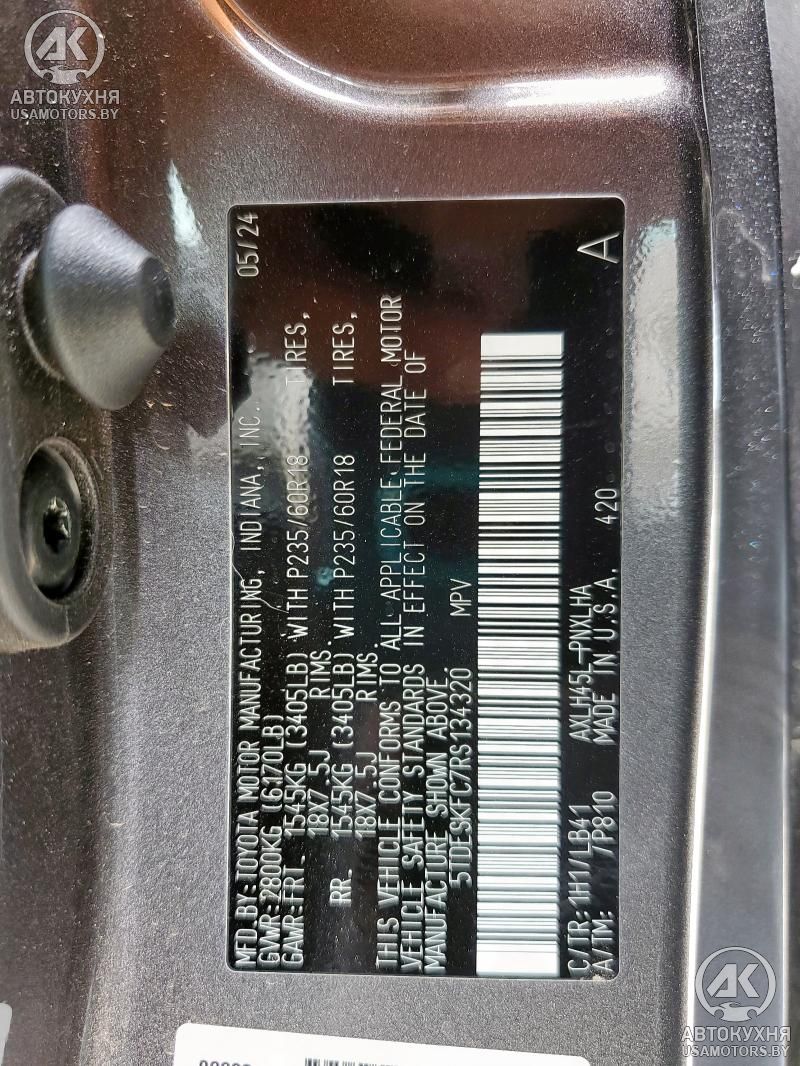 AK
АВТОКУХНЯ
USAMOTORS.BY
MFD.BY:TOYOTA MOTOR MANUFACTURING, INDIANA, INC. 05/24
GVWR:2800KG (6170LB)
GAWR:FRT. 1545KG (3405LB) WITH P235/60R18 TIRES,
18X7.5J RIMS.
RR. 1545KG (3405LB) WITH P235/60R18 TIRES,
18X7.5J RIMS.
THIS VEHICLE CONFORMS TO ALL APPLICABLE FEDERAL MOTOR
VEHICLE SAFETY STANDARDS IN EFFECT ON THE DATE OF
MANUFACTURE SHOWN ABOVE.
5TDESKFC7RS134320 MPV
C/TR: 1H1/LB41 AXLH45L-PNXLHA A
A/TM: 7P810 MADE IN U.S.A. 420
AK
АВТОКУХНЯ
USAMOTORS.BY